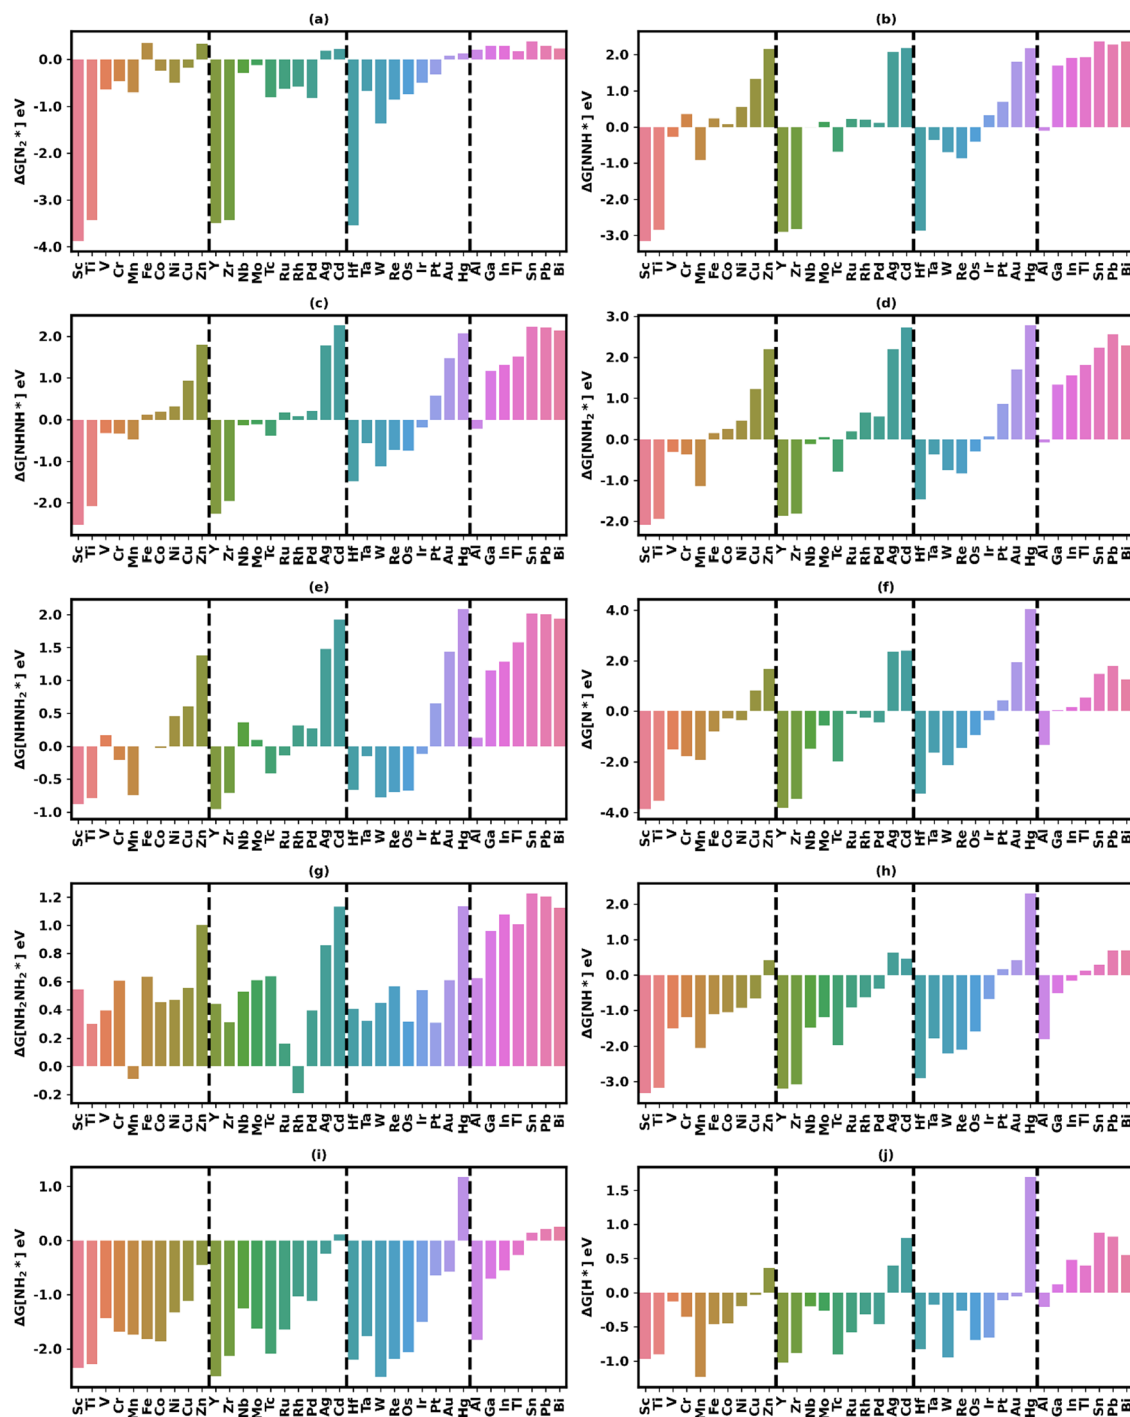 (a)
ΔG[N₂*] eV
0.0
-1.0
-2.0
-3.0
-4.0
Sc Ti V Cr Mn Fe Co Ni Cu Zn Y Zr Nb Mo Tc Ru Rh Pd Ag Cd Hf Ta W Re Os Ir Pt Au Hg Al Ga In Tl Sn Pb Bi
(b)
ΔG[NNH*] eV
2.0
1.0
0.0
-1.0
-2.0
-3.0
Sc Ti V Cr Mn Fe Co Ni Cu Zn Y Zr Nb Mo Tc Ru Rh Pd Ag Cd Hf Ta W Re Os Ir Pt Au Hg Al Ga In Tl Sn Pb Bi
(c)
ΔG[NHNH*] eV
2.0
1.0
0.0
-1.0
-2.0
Sc Ti V Cr Mn Fe Co Ni Cu Zn Y Zr Nb Mo Tc Ru Rh Pd Ag Cd Hf Ta W Re Os Ir Pt Au Hg Al Ga In Tl Sn Pb Bi
(d)
ΔG[NNH₂*] eV
3.0
2.0
1.0
0.0
-1.0
-2.0
Sc Ti V Cr Mn Fe Co Ni Cu Zn Y Zr Nb Mo Tc Ru Rh Pd Ag Cd Hf Ta W Re Os Ir Pt Au Hg Al Ga In Tl Sn Pb Bi
(e)
ΔG[NHNH₂*] eV
2.0
1.5
1.0
0.5
0.0
-0.5
-1.0
Sc Ti V Cr Mn Fe Co Ni Cu Zn Y Zr Nb Mo Tc Ru Rh Pd Ag Cd Hf Ta W Re Os Ir Pt Au Hg Al Ga In Tl Sn Pb Bi
(f)
ΔG[N*] eV
4.0
2.0
0.0
-2.0
-4.0
Sc Ti V Cr Mn Fe Co Ni Cu Zn Y Zr Nb Mo Tc Ru Rh Pd Ag Cd Hf Ta W Re Os Ir Pt Au Hg Al Ga In Tl Sn Pb Bi
(g)
ΔG[NH₂NH₂*] eV
1.2
1.0
0.8
0.6
0.4
0.2
0.0
-0.2
Sc Ti V Cr Mn Fe Co Ni Cu Zn Y Zr Nb Mo Tc Ru Rh Pd Ag Cd Hf Ta W Re Os Ir Pt Au Hg Al Ga In Tl Sn Pb Bi
(h)
ΔG[NH*] eV
2.0
1.0
0.0
-1.0
-2.0
-3.0
Sc Ti V Cr Mn Fe Co Ni Cu Zn Y Zr Nb Mo Tc Ru Rh Pd Ag Cd Hf Ta W Re Os Ir Pt Au Hg Al Ga In Tl Sn Pb Bi
(i)
ΔG[NH₂*] eV
1.0
0.0
-1.0
-2.0
Sc Ti V Cr Mn Fe Co Ni Cu Zn Y Zr Nb Mo Tc Ru Rh Pd Ag Cd Hf Ta W Re Os Ir Pt Au Hg Al Ga In Tl Sn Pb Bi
(j)
ΔG[H*] eV
1.5
1.0
0.5
0.0
-0.5
-1.0
Sc Ti V Cr Mn Fe Co Ni Cu Zn Y Zr Nb Mo Tc Ru Rh Pd Ag Cd Hf Ta W Re Os Ir Pt Au Hg Al Ga In Tl Sn Pb Bi